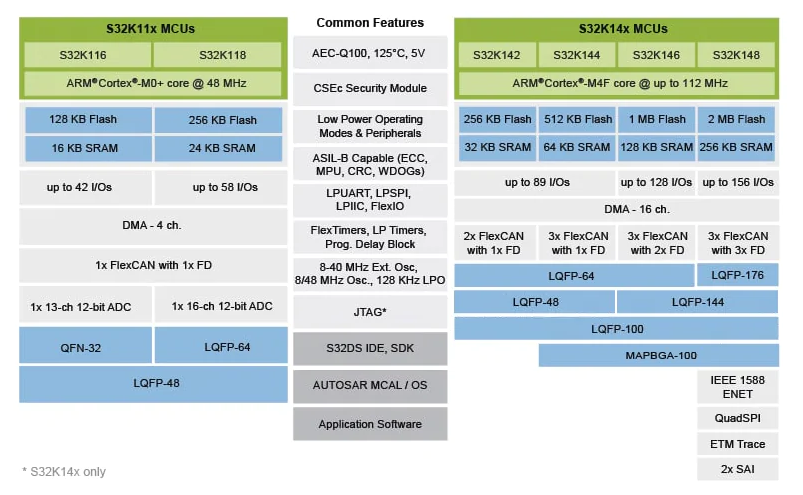 S32K11x MCUs
S32K116
S32K118
ARM®Cortex®-M0+ core @ 48 MHz
128 KB Flash
256 KB Flash
16 KB SRAM
24 KB SRAM
up to 42 I/Os
up to 58 I/Os
DMA - 4 ch.
1x FlexCAN with 1x FD
1x 13-ch 12-bit ADC
1x 16-ch 12-bit ADC
QFN-32
LQFP-64
LQFP-48
* S32K14x only
Common Features
AEC-Q100, 125°C, 5V
CSEc Security Module
Low Power Operating
Modes & Peripherals
ASIL-B Capable (ECC,
MPU, CRC, WDOGs)
LPUART, LPSPI,
LPIIC, FlexIO
FlexTimers, LP Timers,
Prog. Delay Block
8-40 MHz Ext. Osc,
8/48 MHz Osc., 128 KHz LPO
JTAG*
S32DS IDE, SDK
AUTOSAR MCAL / OS
Application Software
S32K14x MCUs
S32K142
S32K144
S32K146
S32K148
ARM®Cortex®-M4F core @ up to 112 MHz
256 KB Flash
512 KB Flash
1 MB Flash
2 MB Flash
32 KB SRAM
64 KB SRAM
128 KB SRAM
256 KB SRAM
up to 89 I/Os
up to 128 I/Os
up to 156 I/Os
DMA - 16 ch.
2x FlexCAN
with 1x FD
3x FlexCAN
with 1x FD
3x FlexCAN
with 2x FD
3x FlexCAN
with 3x FD
LQFP-64
LQFP-176
LQFP-48
LQFP-144
LQFP-100
MAPBGA-100
IEEE 1588
ENET
QuadSPI
ETM Trace
2x SAI